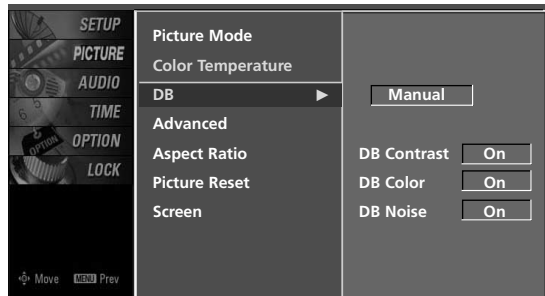 SETUP
PICTURE
AUDIO
TIME
OPTION
LOCK
Move MENU Prev
Picture Mode
Color Temperature
DB ▶
Advanced
Aspect Ratio
Picture Reset
Screen
Manual
DB Contrast On
DB Color On
DB Noise On